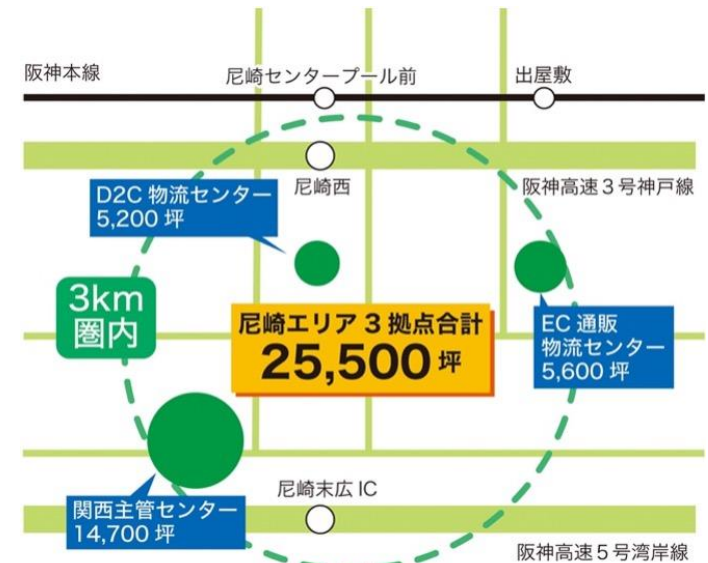 阪神本線
尼崎センタープール前
出屋敷
尼崎西
阪神高速3号神戸線
D2C 物流センター
5,200 坪
3km
圏内
尼崎エリア 3 拠点合計
25,500 坪
EC 通販
物流センター
5,600 坪
関西主管センター
14,700 坪
尼崎末広 IC
阪神高速5号湾岸線